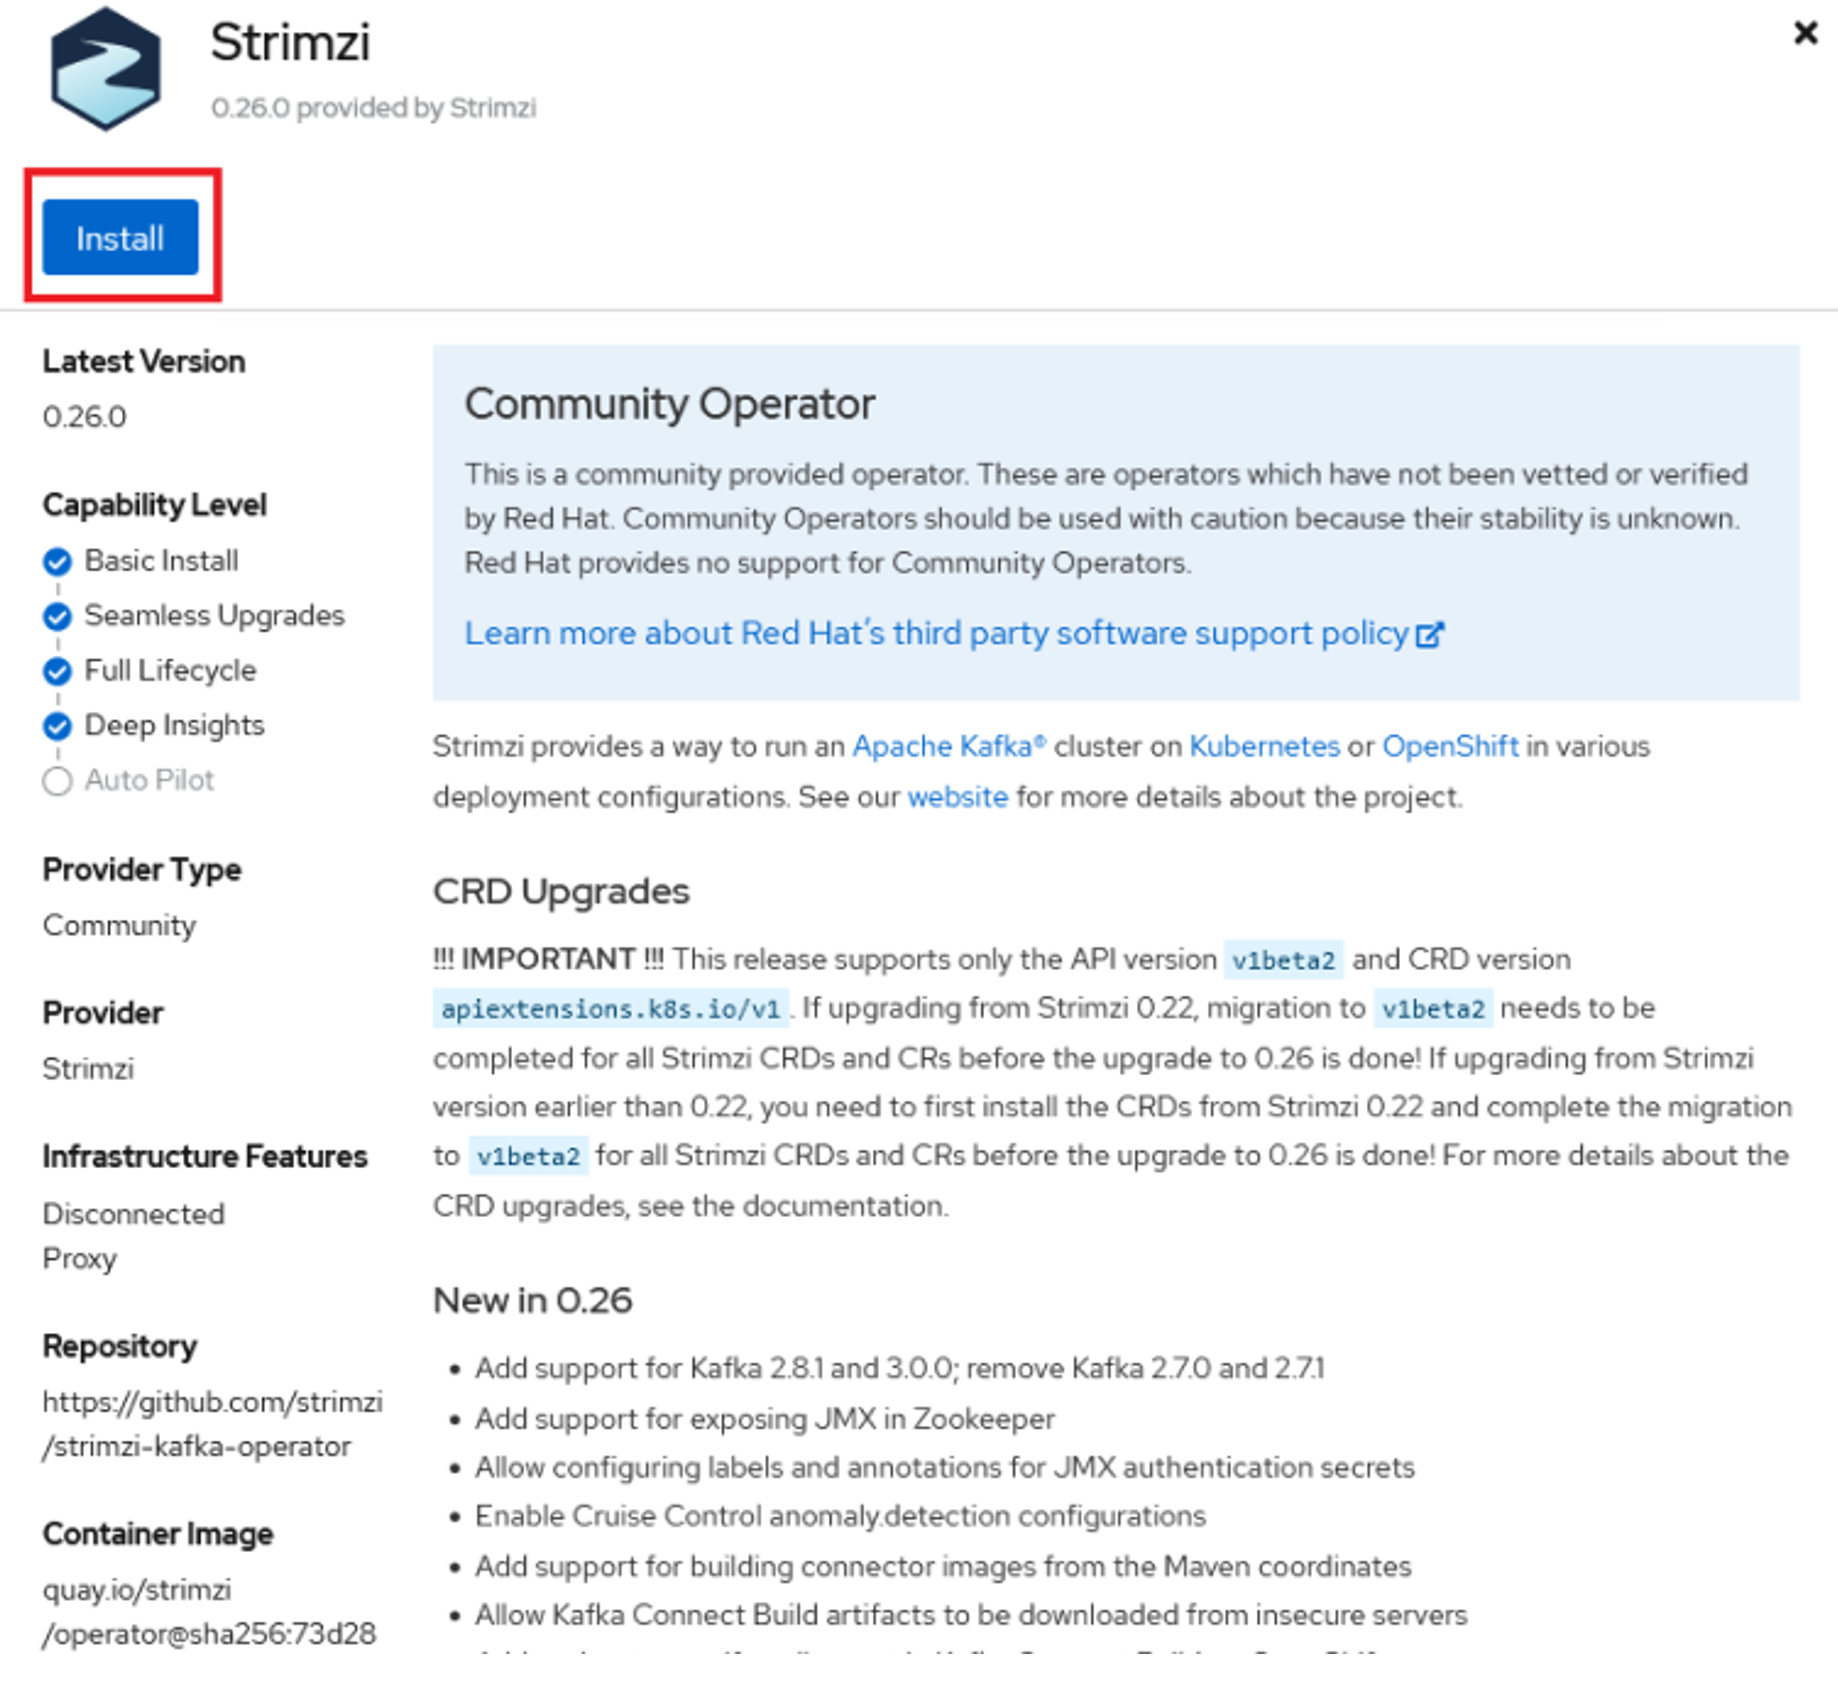 Strimzi
0.26.0 provided by Strimzi
Install
Latest Version
0.26.0
Capability Level
Basic Install
Seamless Upgrades
Full Lifecycle
Deep Insights
Auto Pilot
Provider Type
Community
Provider
Strimzi
Infrastructure Features
Disconnected
Proxy
Repository
https://github.com/strimzi
/strimzi-kafka-operator
Container Image
quay.io/strimzi
/operator@sha256:73d28
Community Operator
This is a community provided operator. These are operators which have not been vetted or verified
by Red Hat. Community Operators should be used with caution because their stability is unknown.
Red Hat provides no support for Community Operators.
Learn more about Red Hat's third party software support policy
Strimzi provides a way to run an Apache Kafka® cluster on Kubernetes or OpenShift in various
deployment configurations. See our website for more details about the project.
CRD Upgrades
!!! IMPORTANT !!! This release supports only the API version v1beta2 and CRD version
apiextensions.k8s.io/v1 . If upgrading from Strimzi 0.22, migration to v1beta2 needs to be
completed for all Strimzi CRDs and CRs before the upgrade to 0.26 is done! If upgrading from Strimzi
version earlier than 0.22, you need to first install the CRDs from Strimzi 0.22 and complete the migration
to v1beta2 for all Strimzi CRDs and CRs before the upgrade to 0.26 is done! For more details about the
CRD upgrades, see the documentation.
New in 0.26
• Add support for Kafka 2.8.1 and 3.0.0; remove Kafka 2.7.0 and 2.7.1
• Add support for exposing JMX in Zookeeper
• Allow configuring labels and annotations for JMX authentication secrets
• Enable Cruise Control anomaly.detection configurations
• Add support for building connector images from the Maven coordinates
• Allow Kafka Connect Build artifacts to be downloaded from insecure servers